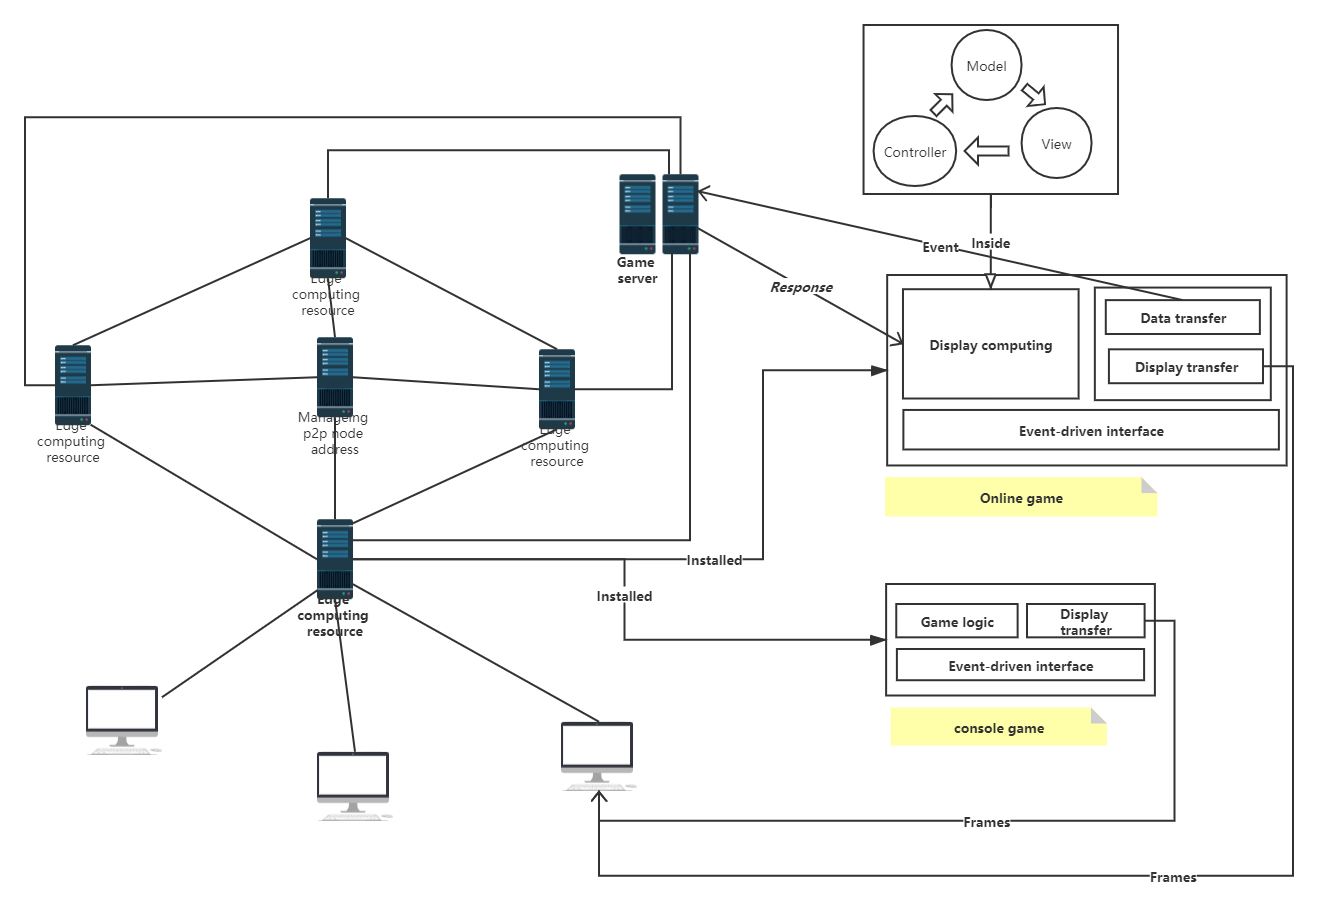 Model
View
Controller
Inside
Event
Response
Game
server
Edge
computing
resource
Data transfer
Display computing
Display transfer
Event-driven interface
Edge
computing
resource
Manageing
p2p node
address
Edge
computing
resource
Online game
Installed
Installed
Edge
computing
resource
Game logic
Display
transfer
Event-driven interface
console game
Frames
Frames